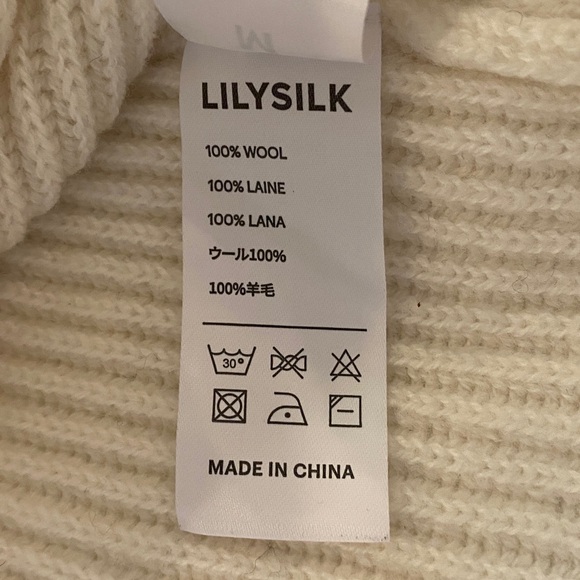 M
LILYSILK
100% WOOL
100% LAINE
100% LANA
ウール100%
100%羊毛
30°
MADE IN CHINA